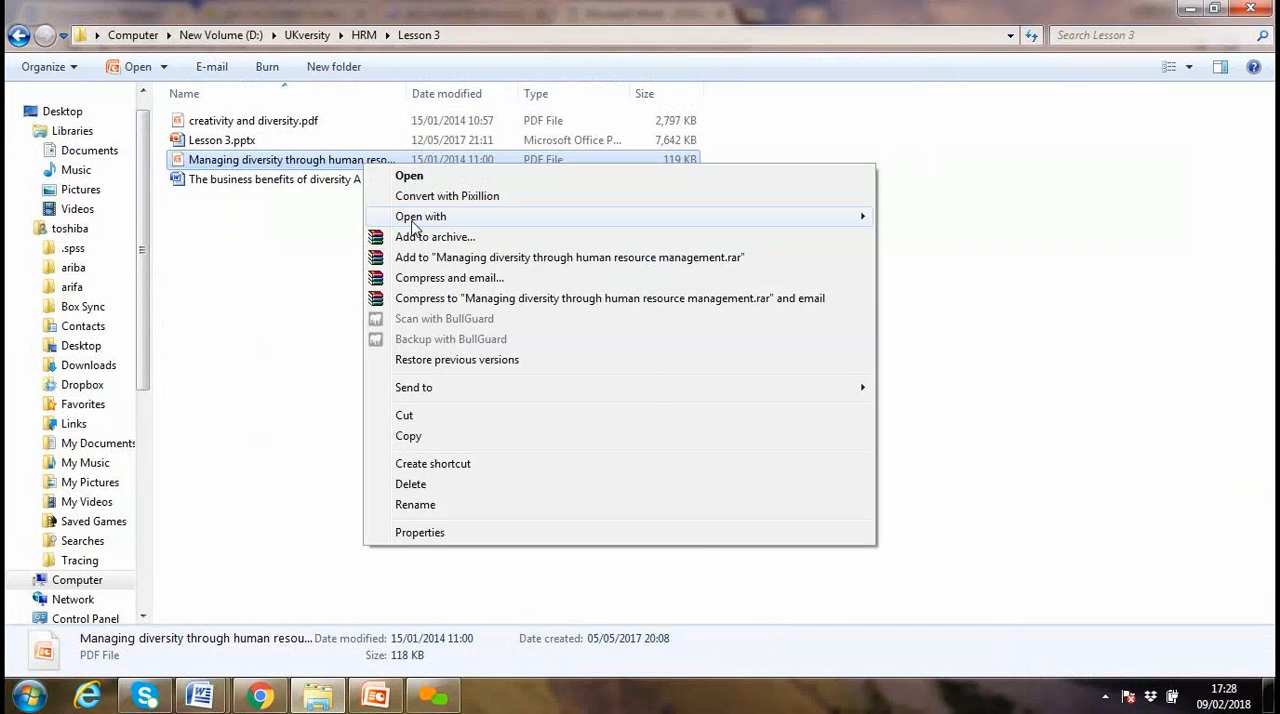 Computer ▸ New Volume (D:) ▸ UKversity ▸ HRM ▸ Lesson 3
Search Lesson 3
Organize Open E-mail Burn New folder
Name Date modified Type Size
creativity and diversity.pdf 15/01/2014 10:57 PDF File 2,797 KB
Lesson 3.pptx 12/05/2017 21:11 Microsoft Office P... 7,642 KB
Managing diversity through human reso... 15/01/2014 11:00 PDF File 119 KB
The business benefits of diversity A
Desktop
Libraries
Documents
Music
Pictures
Videos
toshiba
.spss
ariba
arifa
Box Sync
Contacts
Desktop
Downloads
Dropbox
Favorites
Links
My Documents
My Music
My Pictures
My Videos
Saved Games
Searches
Tracing
Computer
Network
Control Panel
Open
Convert with Pixillion
Open with
Add to archive...
Add to "Managing diversity through human resource management.rar"
Compress and email...
Compress to "Managing diversity through human resource management.rar" and email
Scan with BullGuard
Backup with BullGuard
Restore previous versions
Send to
Cut
Copy
Create shortcut
Delete
Rename
Properties
Managing diversity through human resou... Date modified: 15/01/2014 11:00 Date created: 05/05/2017 20:08
PDF File Size: 118 KB
17:28
09/02/2018